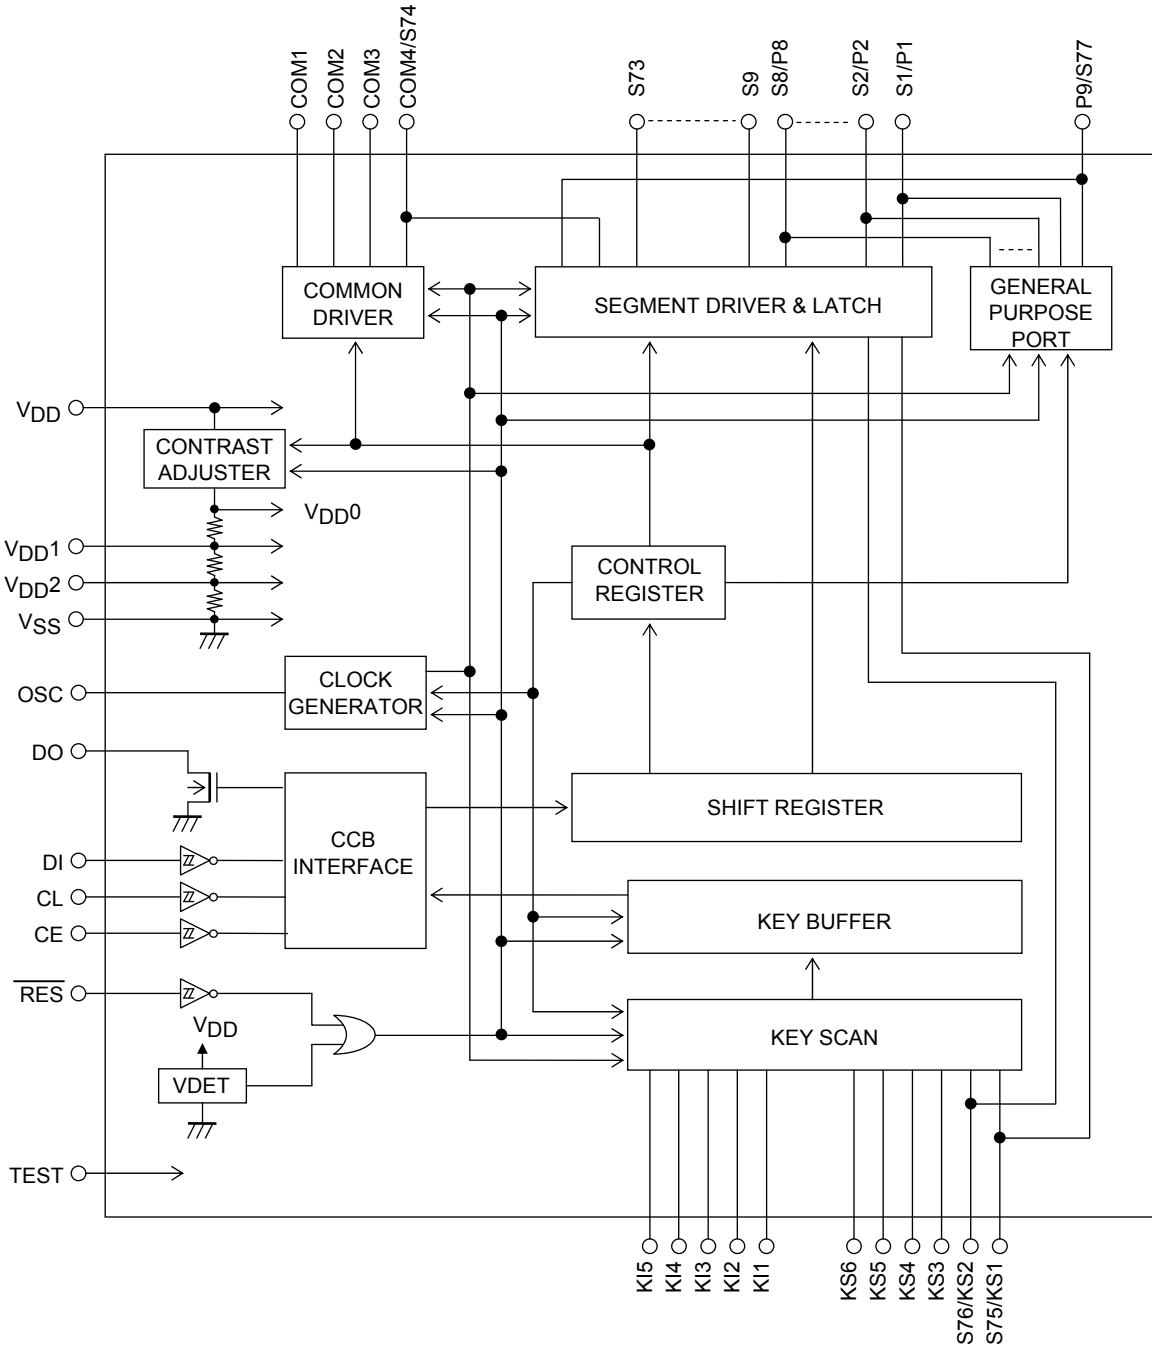 COM1
COM2
COM3
COM4/S74
S73
S9
S8/P8
S2/P2
S1/P1
P9/S77
COMMON
DRIVER
SEGMENT DRIVER & LATCH
GENERAL
PURPOSE
PORT
VDD
CONTRAST
ADJUSTER
VDD0
VDD1
VDD2
VSS
CONTROL
REGISTER
CLOCK
GENERATOR
OSC
DO
SHIFT REGISTER
CCB
INTERFACE
DI
CL
CE
KEY BUFFER
RES
VDD
KEY SCAN
VDET
TEST
KI5
KI4
KI3
KI2
KI1
KS6
KS5
KS4
KS3
S76/KS2
S75/KS1